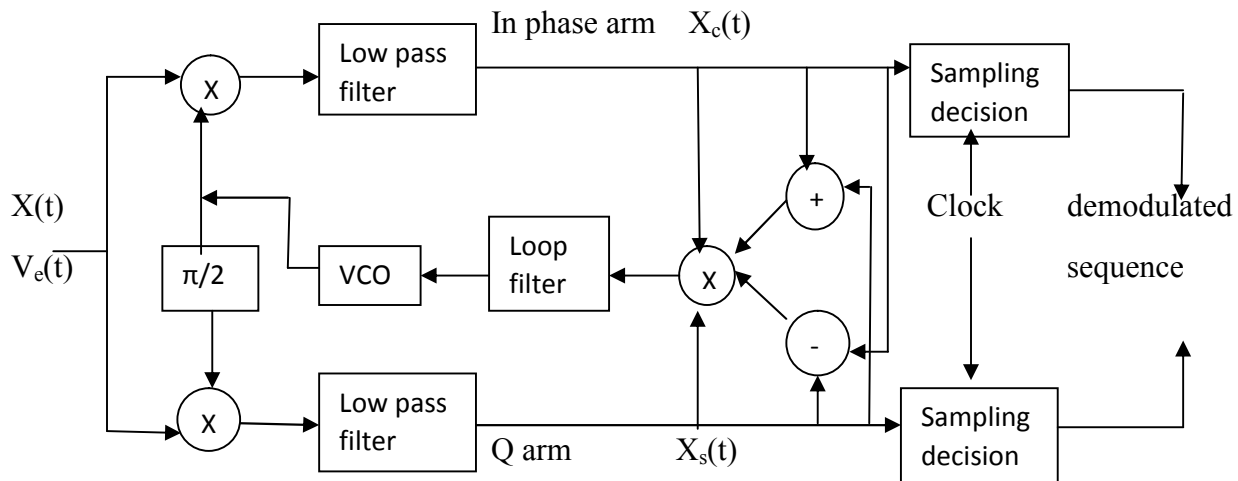 In phase arm X_c(t)
Low pass
filter
Sampling
decision
X
X(t)
V_e(t)
π/2
VCO
Loop
filter
X
+
-
Clock
demodulated
sequence
X
Low pass
filter
Q arm
X_s(t)
Sampling
decision